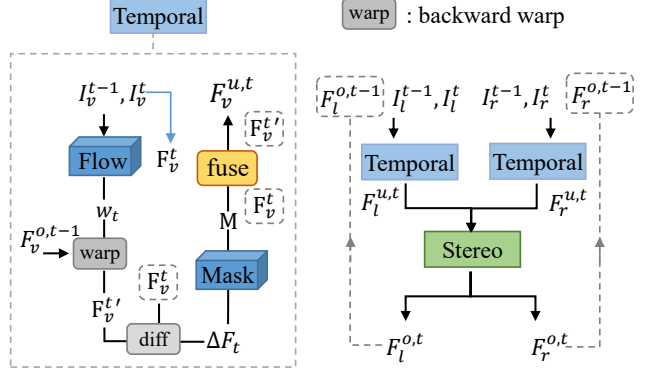 Temporal
warp : backward warp
I_v^{t-1}, I_v^t
F_v^{u,t}
F_v^{t'}
Flow
F_v^t
fuse
w_t
F_v^t
F_v^{o,t-1}
M
warp
Mask
F_v^t
F_v^{t'}
diff
ΔF_t
F_l^{o,t-1}
I_l^{t-1}, I_l^t
I_r^{t-1}, I_r^t
F_r^{o,t-1}
Temporal
Temporal
F_l^{u,t}
F_r^{u,t}
Stereo
F_l^{o,t}
F_r^{o,t}